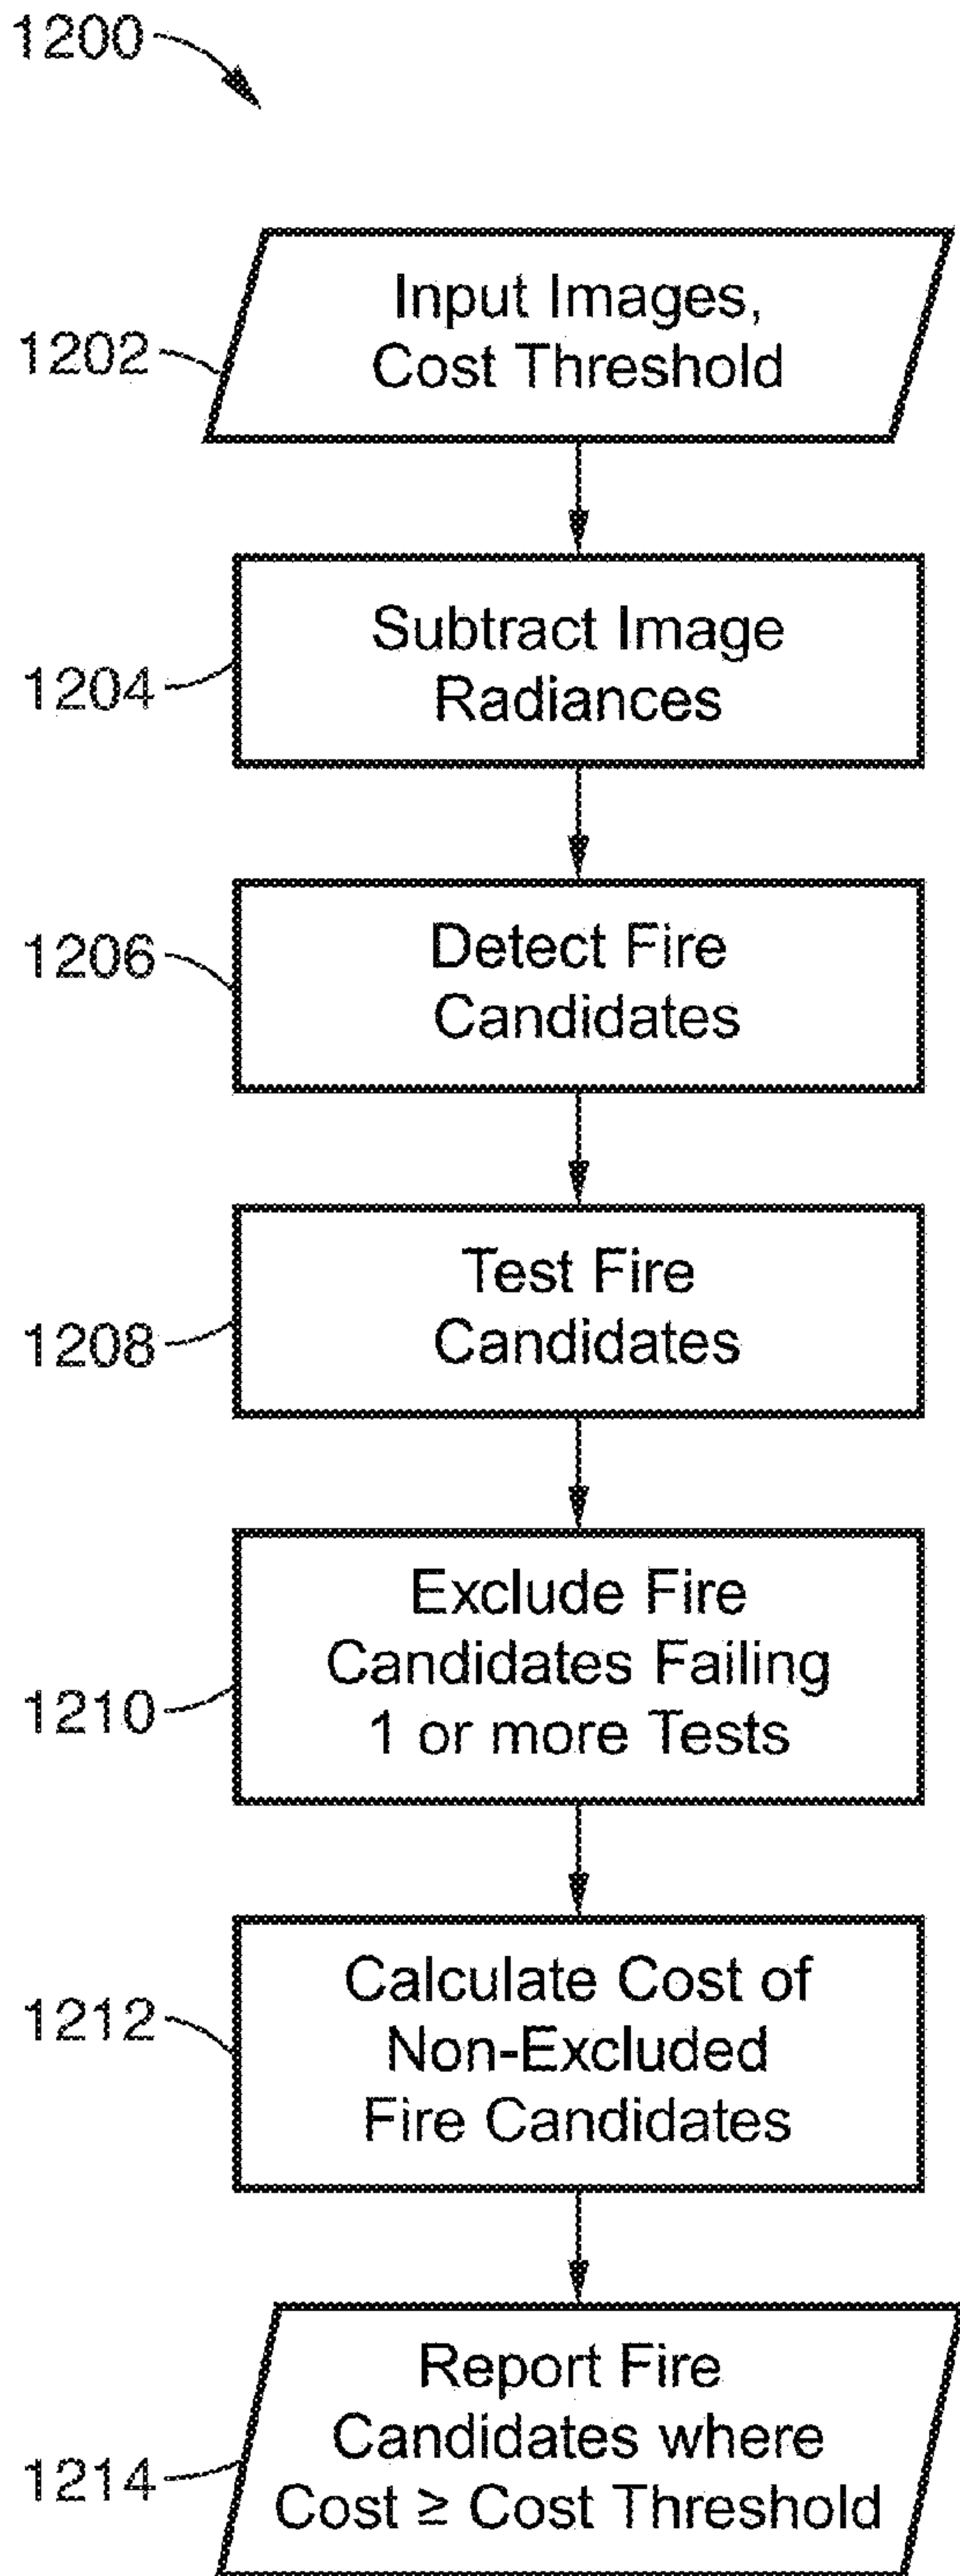 1200
Input Images,
Cost Threshold
1202
Subtract Image
Radiances
1204
Detect Fire
Candidates
1206
Test Fire
Candidates
1208
Exclude Fire
Candidates Failing
1 or more Tests
1210
Calculate Cost of
Non-Excluded
Fire Candidates
1212
Report Fire
Candidates where
Cost ≥ Cost Threshold
1214